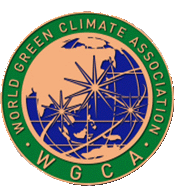 WORLD GREEN CLIMATE ASSOCIATION
· WGCA ·